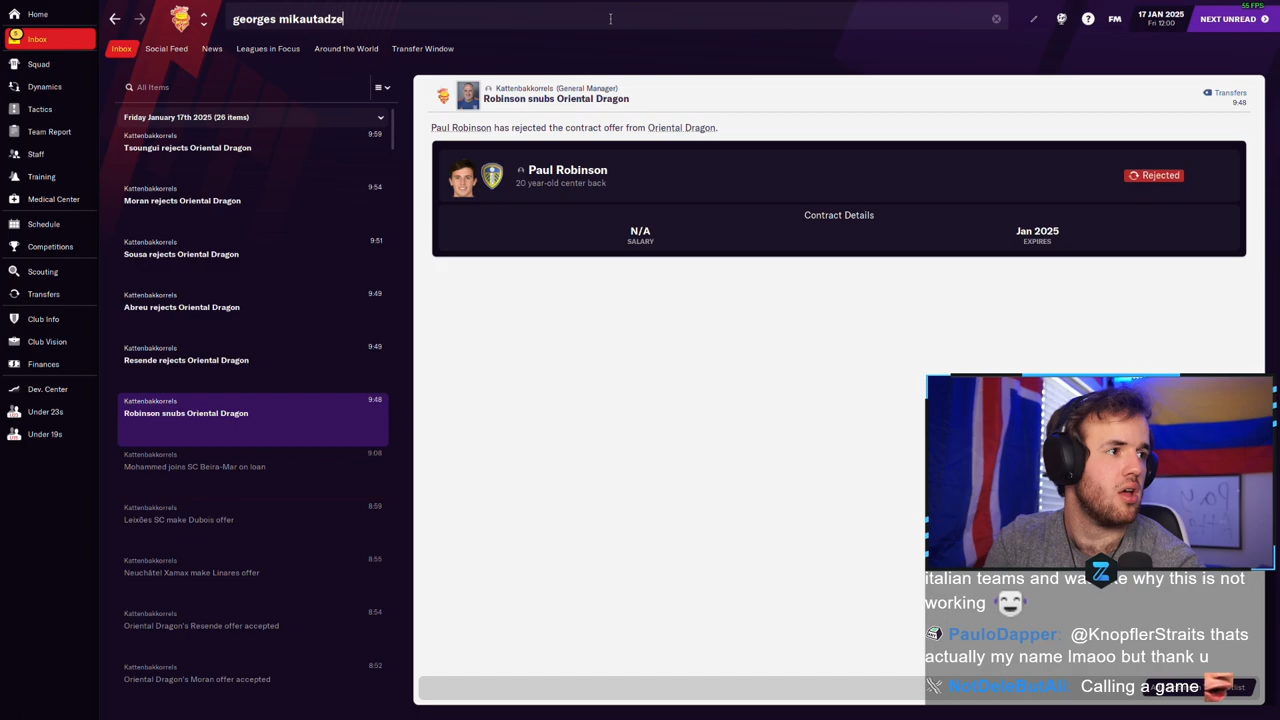 55 FPS
georges mikautadze
FM
17 JAN 2025
Fri 12:00
NEXT UNREAD
Home
Inbox
Squad
Dynamics
Tactics
Team Report
Staff
Training
Medical Center
Schedule
Competitions
Scouting
Transfers
Club Info
Club Vision
Finances
Dev. Center
Under 23s
Under 19s
Inbox
Social Feed
News
Leagues in Focus
Around the World
Transfer Window
All Items
Friday January 17th 2025 (26 items)
Kattenbakkorrels 9:59
Tsoungui rejects Oriental Dragon
Kattenbakkorrels 9:54
Moran rejects Oriental Dragon
Kattenbakkorrels 9:51
Sousa rejects Oriental Dragon
Kattenbakkorrels 9:49
Abreu rejects Oriental Dragon
Kattenbakkorrels 9:49
Resende rejects Oriental Dragon
Kattenbakkorrels 9:48
Robinson snubs Oriental Dragon
Kattenbakkorrels 9:08
Mohammed joins SC Beira-Mar on loan
Kattenbakkorrels 8:59
Leixões SC make Dubois offer
Kattenbakkorrels 8:55
Neuchâtel Xamax make Linares offer
Kattenbakkorrels 8:54
Oriental Dragon's Resende offer accepted
Kattenbakkorrels 8:52
Oriental Dragon's Moran offer accepted
Kattenbakkorrels (General Manager)
Robinson snubs Oriental Dragon
Transfers
9:48
Paul Robinson has rejected the contract offer from Oriental Dragon.
Paul Robinson
20 year-old center back
Rejected
Contract Details
N/A
SALARY
Jan 2025
EXPIRES
italian teams and why this is not
working
PauloDapper: @KnopflerStraits thats
actually my name lmaoo but thank u
Calling a game